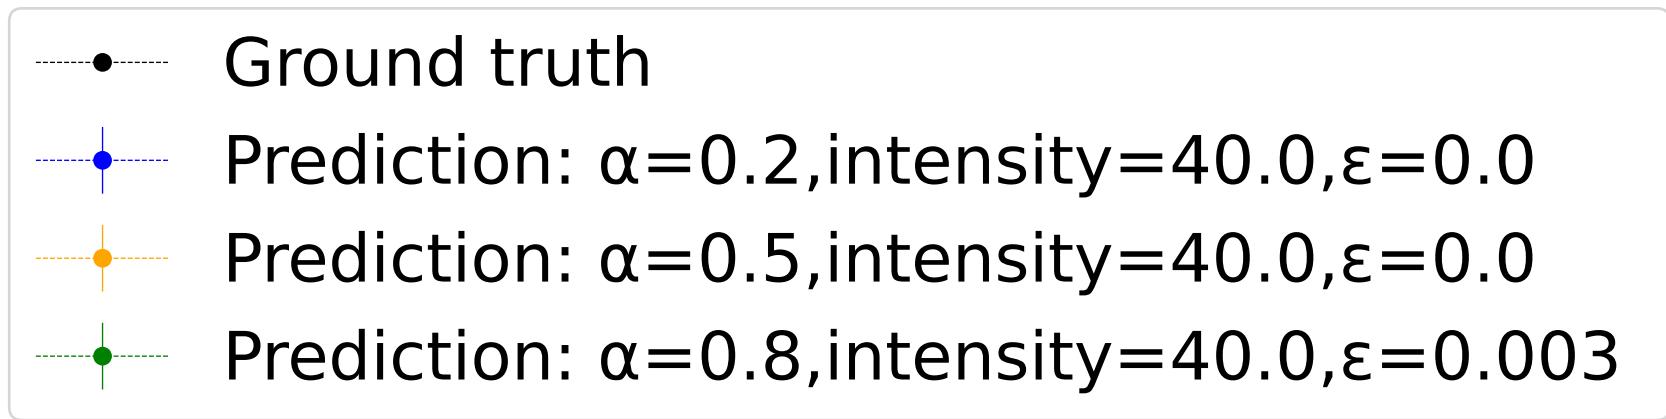 Ground truth
Prediction: α=0.2,intensity=40.0,ε=0.0
Prediction: α=0.5,intensity=40.0,ε=0.0
Prediction: α=0.8,intensity=40.0,ε=0.003